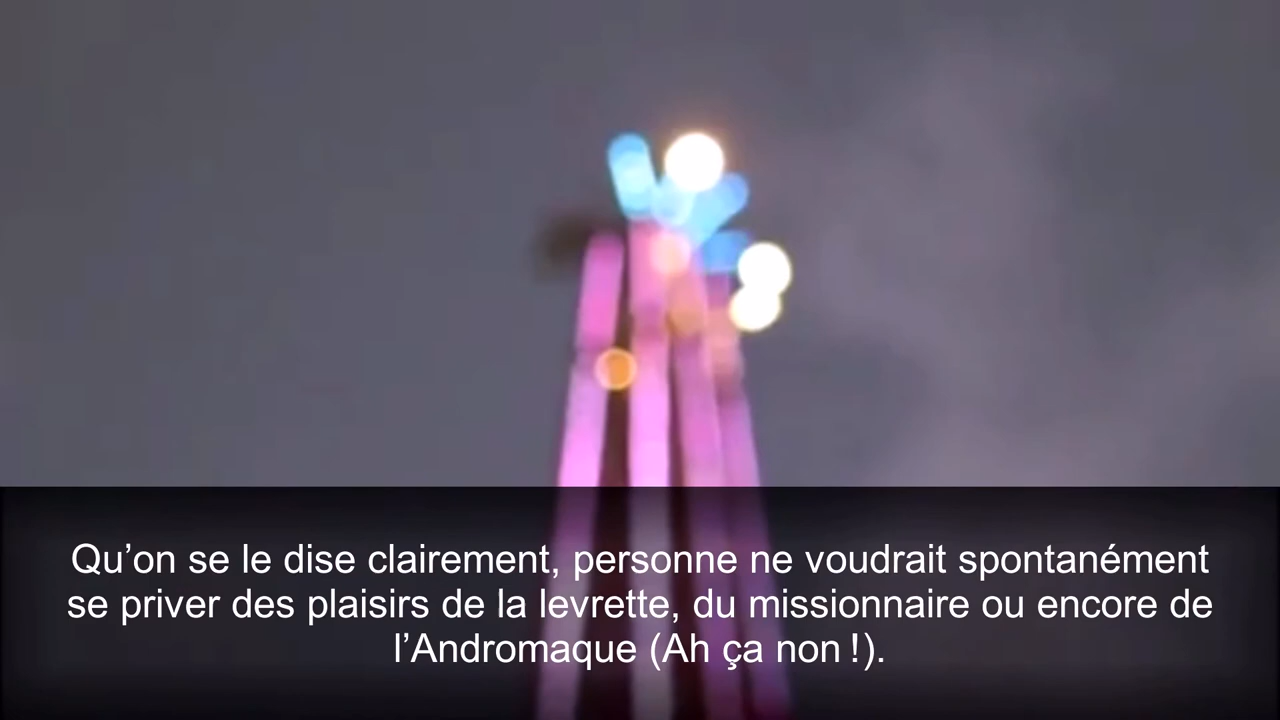 Qu’on se le dise clairement, personne ne voudrait spontanément
se priver des plaisirs de la levrette, du missionnaire ou encore de
l’Andromaque (Ah ça non !).